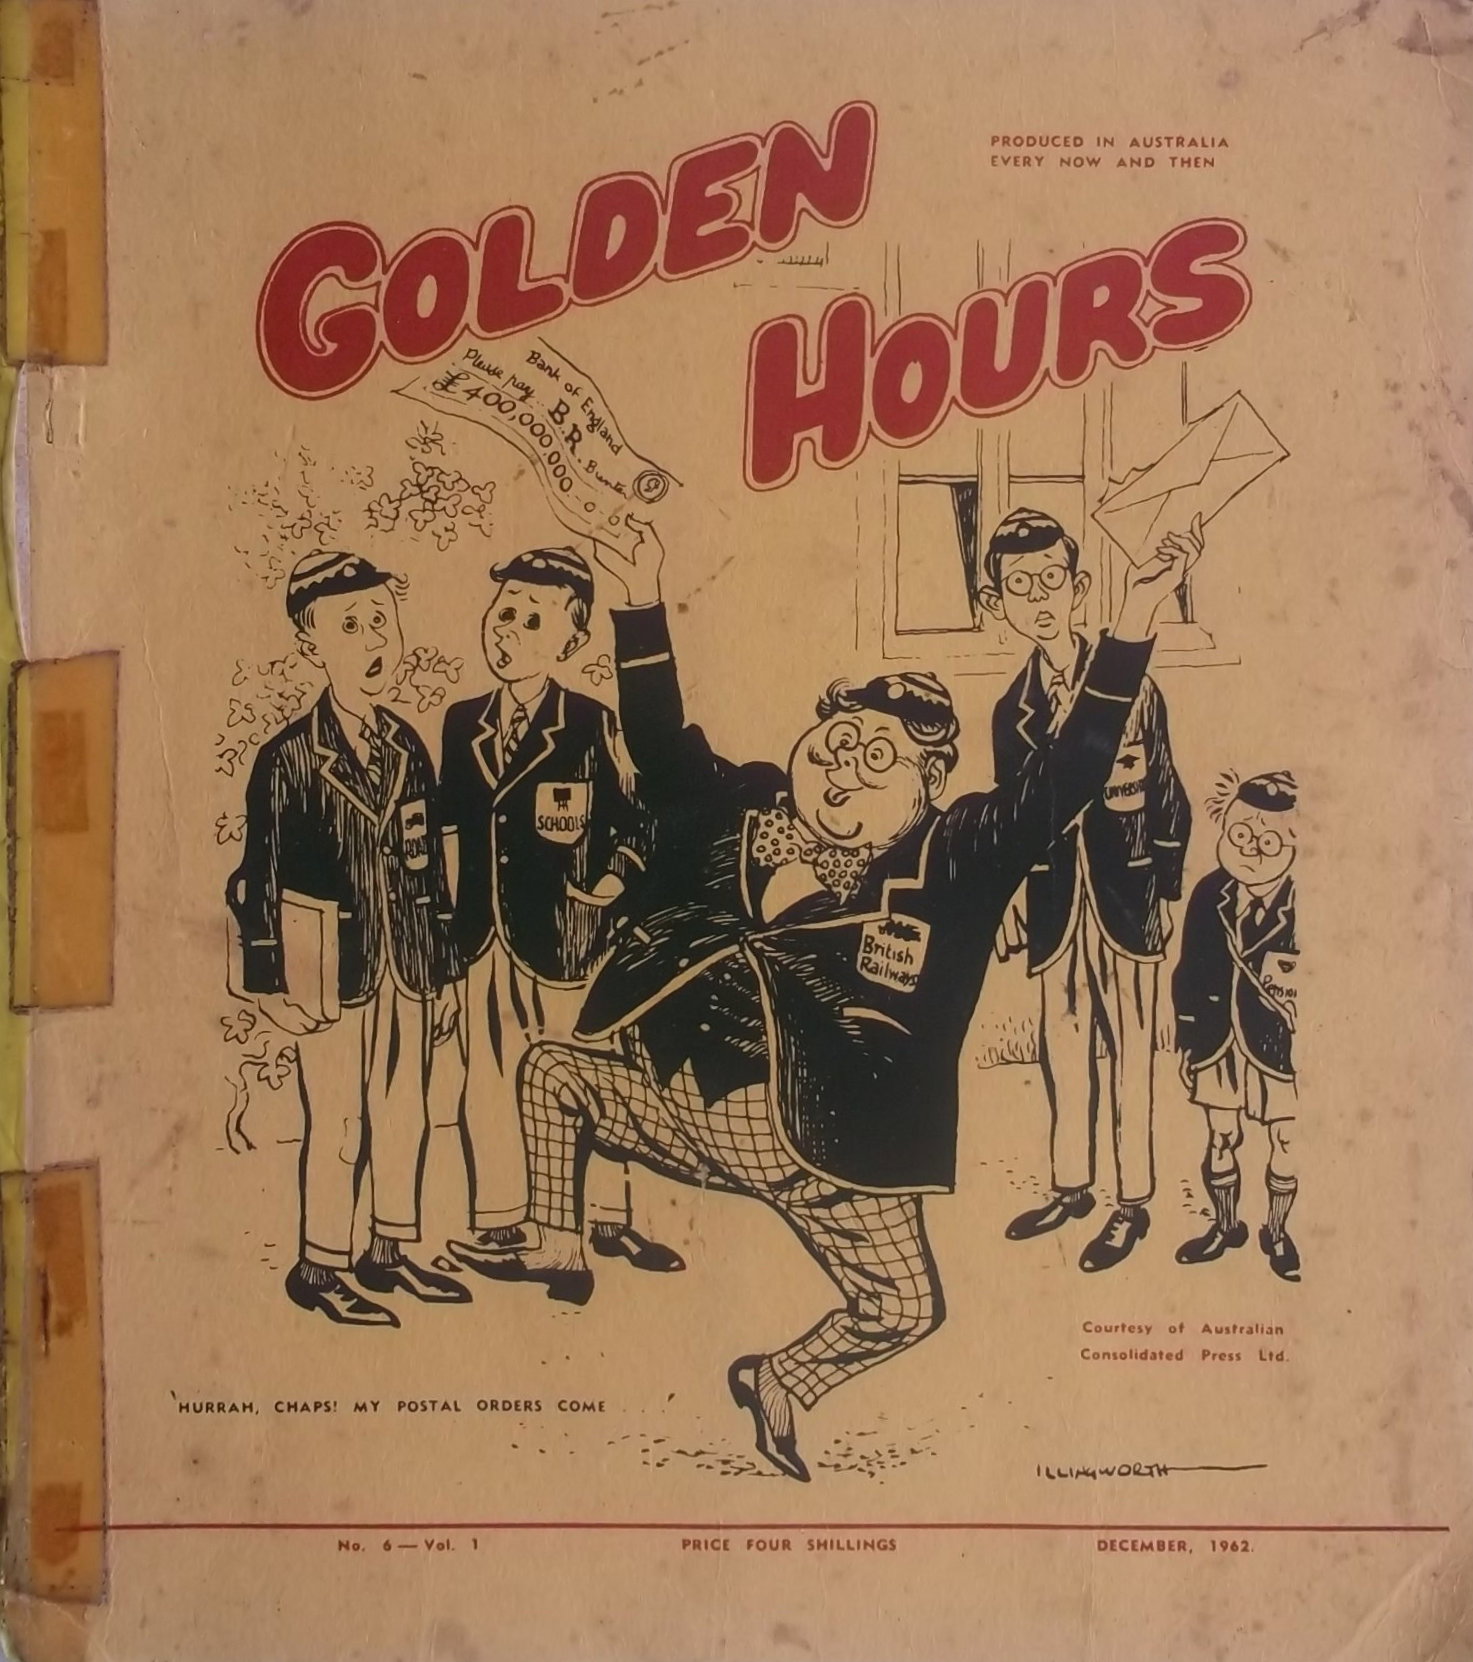 PRODUCED IN AUSTRALIA
EVERY NOW AND THEN
GOLDEN
HOURS
Bank of England
Please pay B.R. Bunter
£400,000,000-0-0
ROAD
SCHOOLS
UNIVERSI
British
Railways
Courtesy of Australian
Consolidated Press Ltd.
'HURRAH, CHAPS! MY POSTAL ORDERS COME . . .'
ILLINGWORTH
No. 6 — Vol. 1 PRICE FOUR SHILLINGS DECEMBER, 1962.